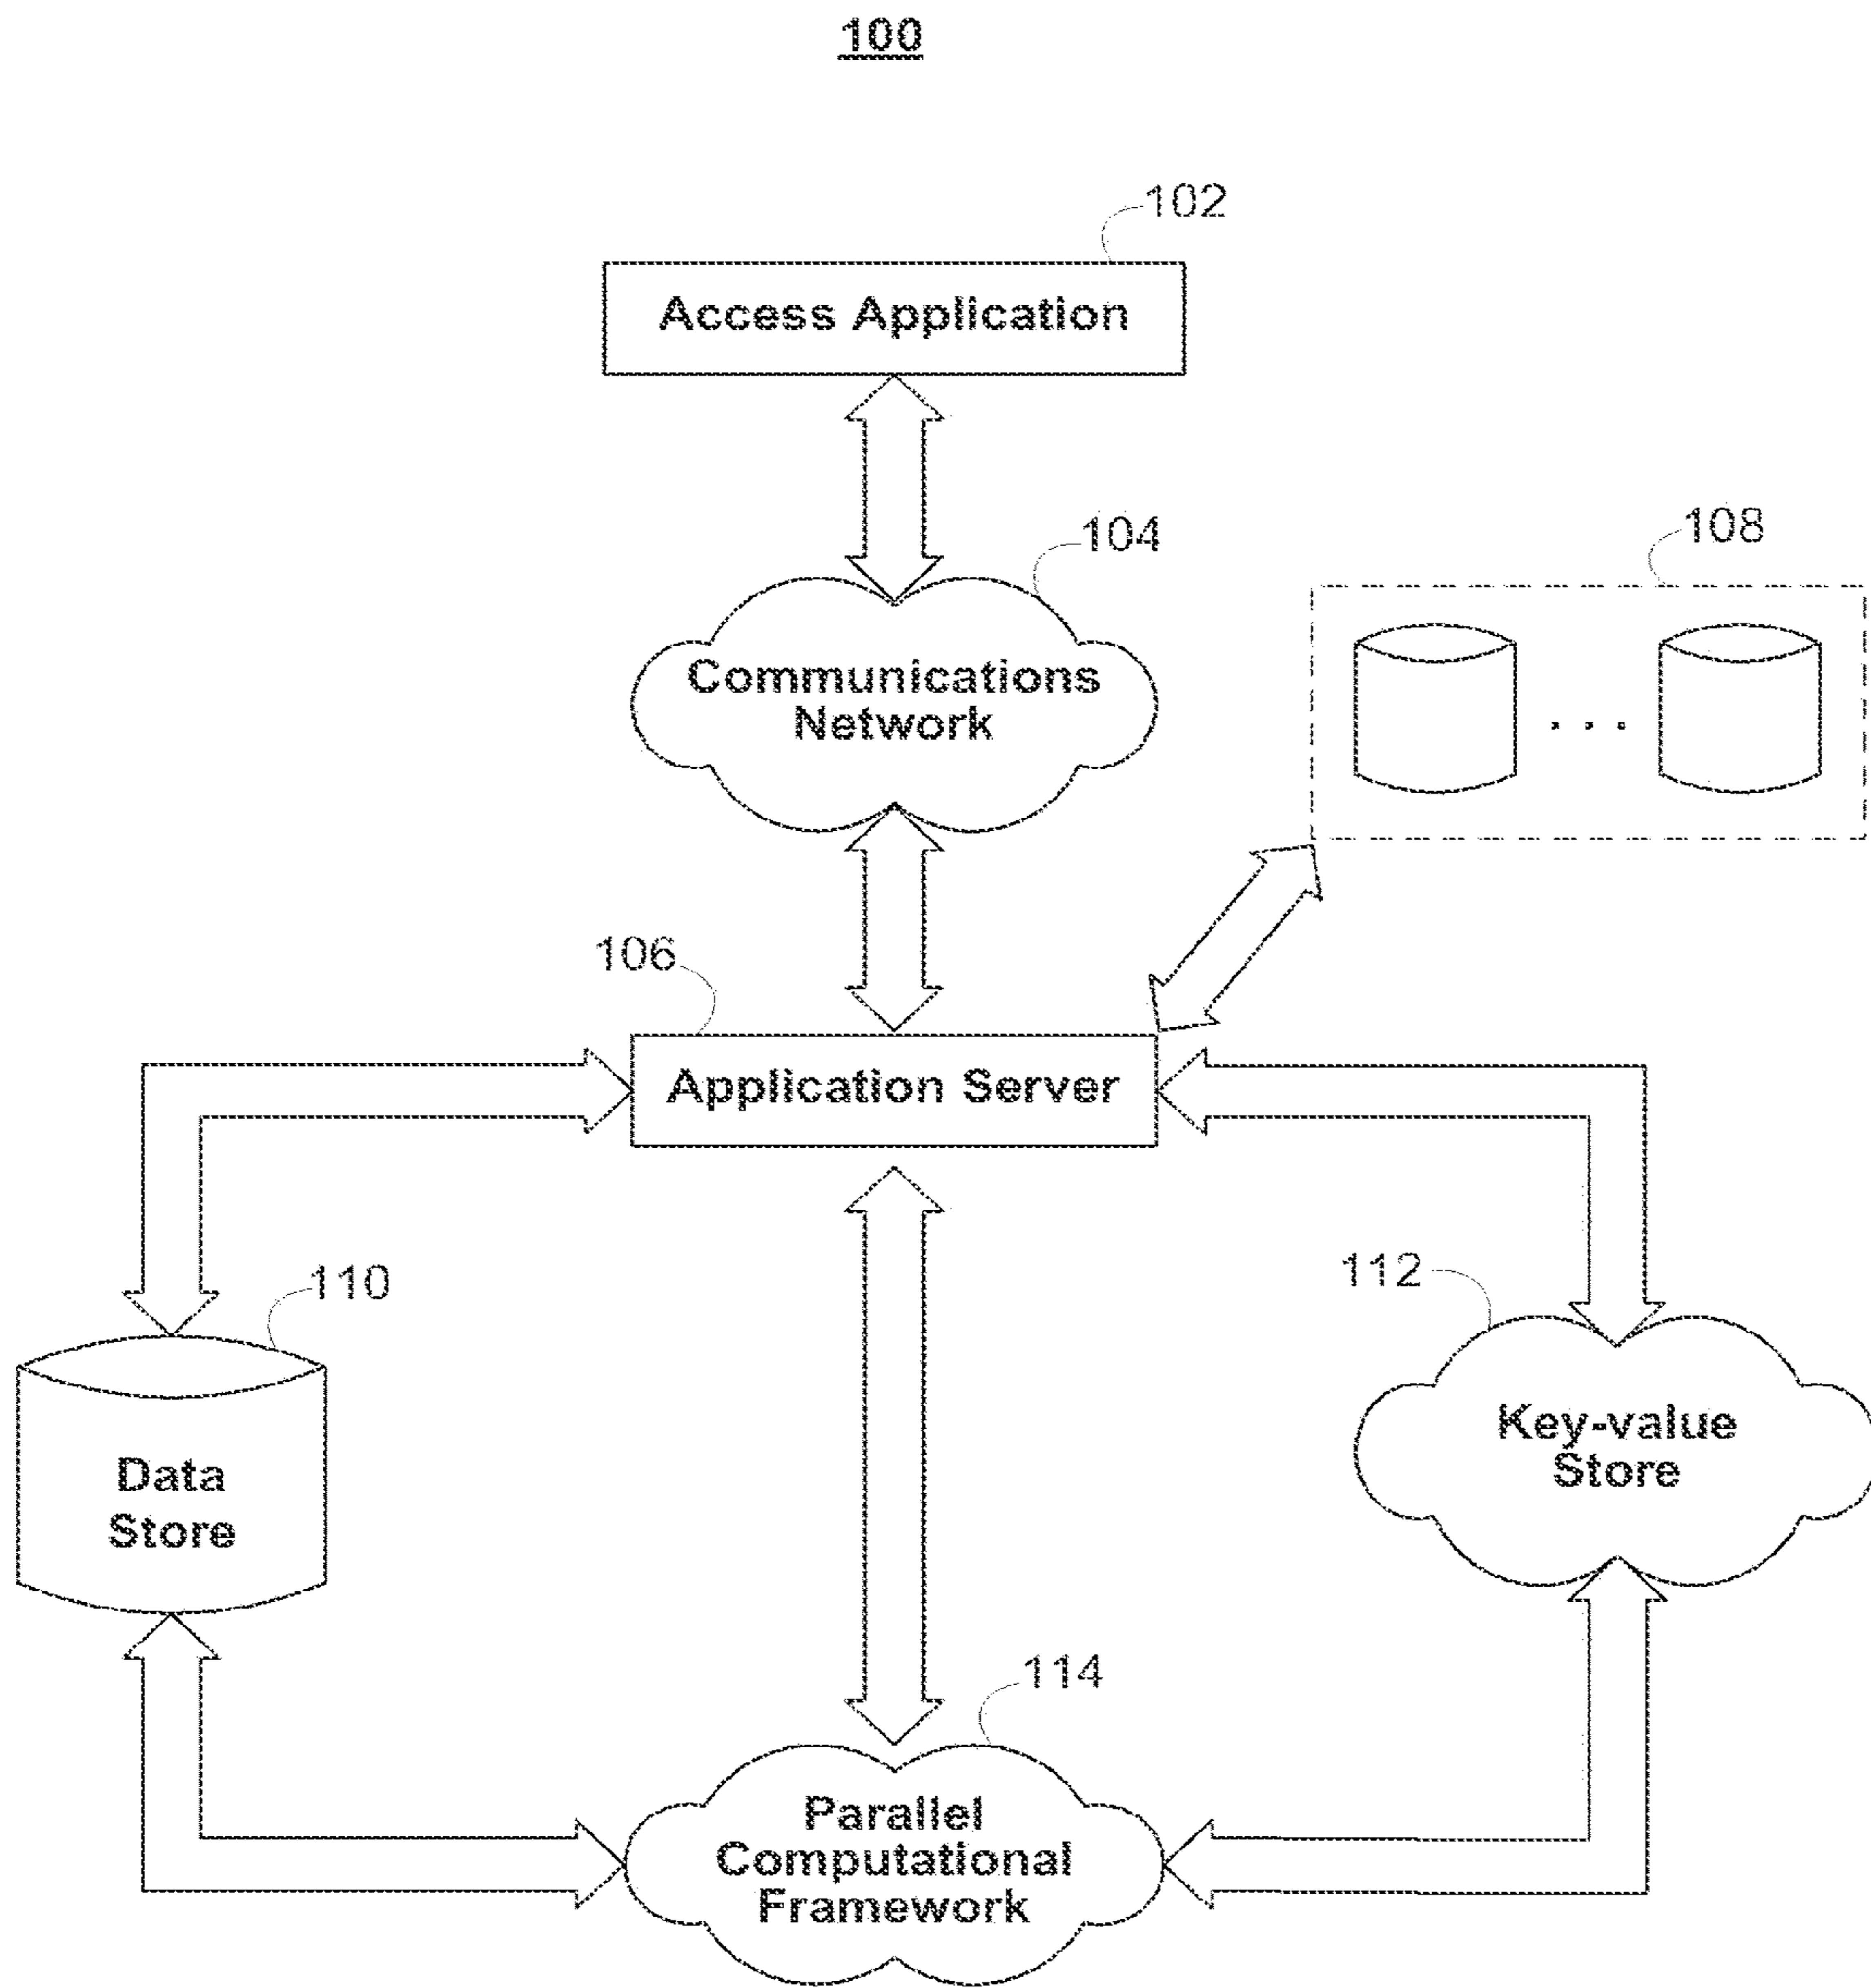 100
102
Access Application
104
Communications
Network
108
. . .
106
Application Server
110
112
Data
Store
Key-value
Store
114
Parallel
Computational
Framework